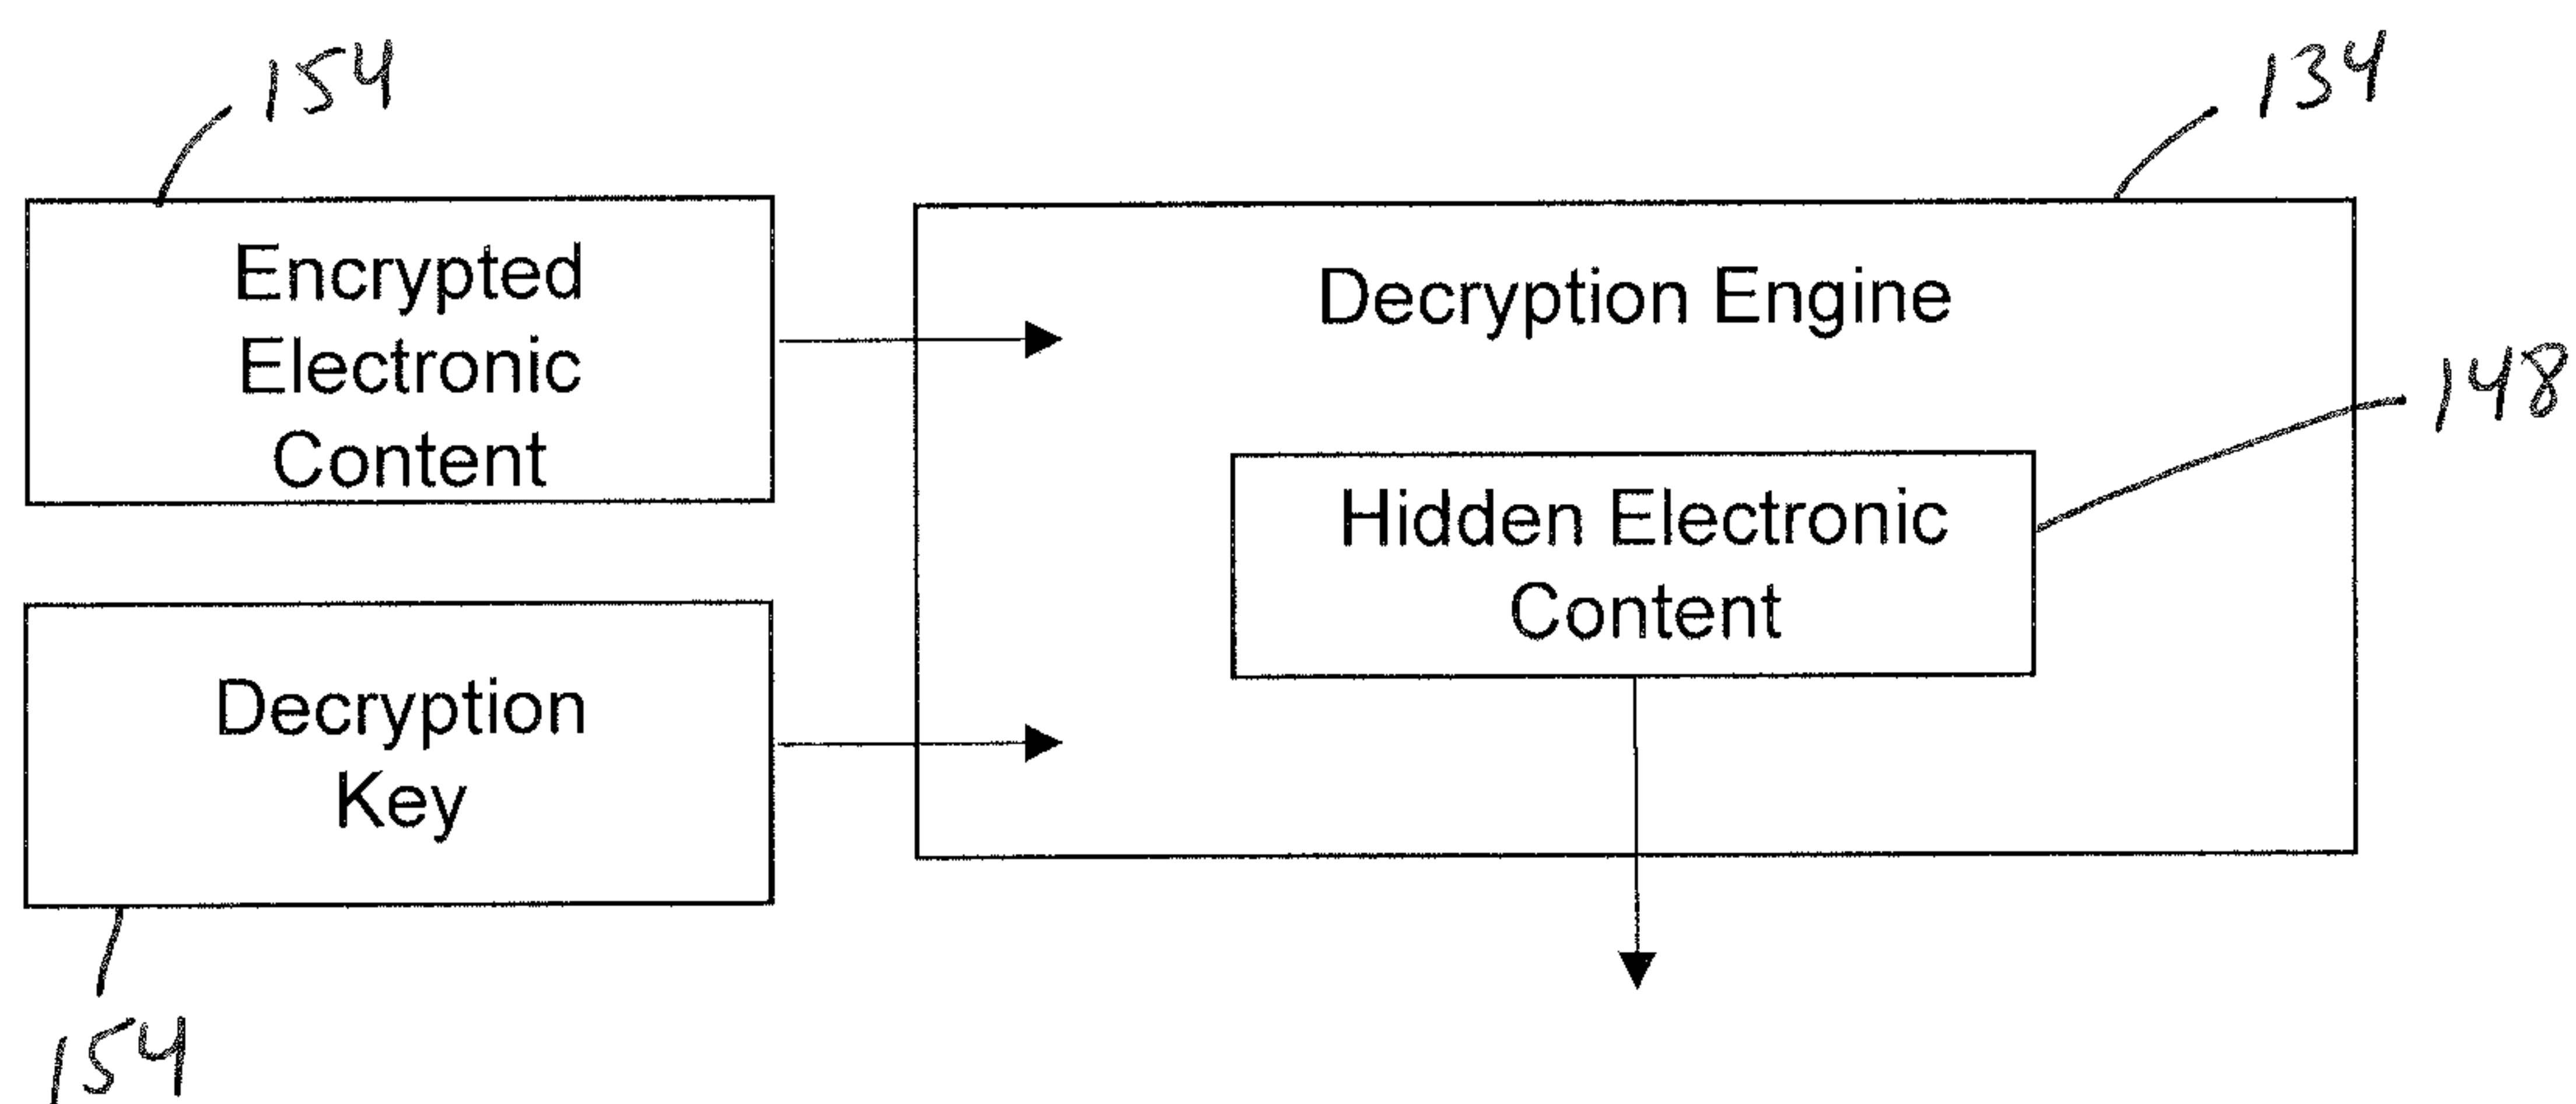 154
134
Encrypted
Electronic
Content
Decryption Engine
148
Hidden Electronic
Content
Decryption
Key
154